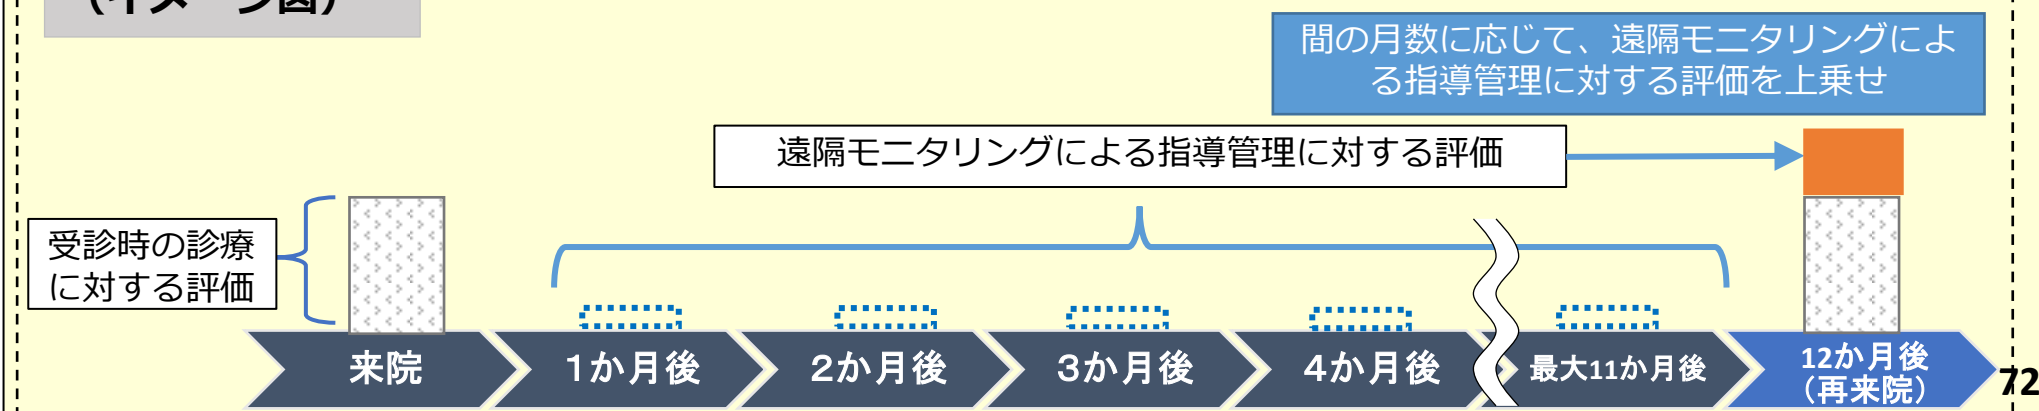 （イメージ図）
間の月数に応じて、遠隔モニタリングによ
る指導管理に対する評価を上乗せ
遠隔モニタリングによる指導管理に対する評価
受診時の診療
に対する評価
来院
1か月後
2か月後
3か月後
4か月後
最大11か月後
12か月後
（再来院）
72